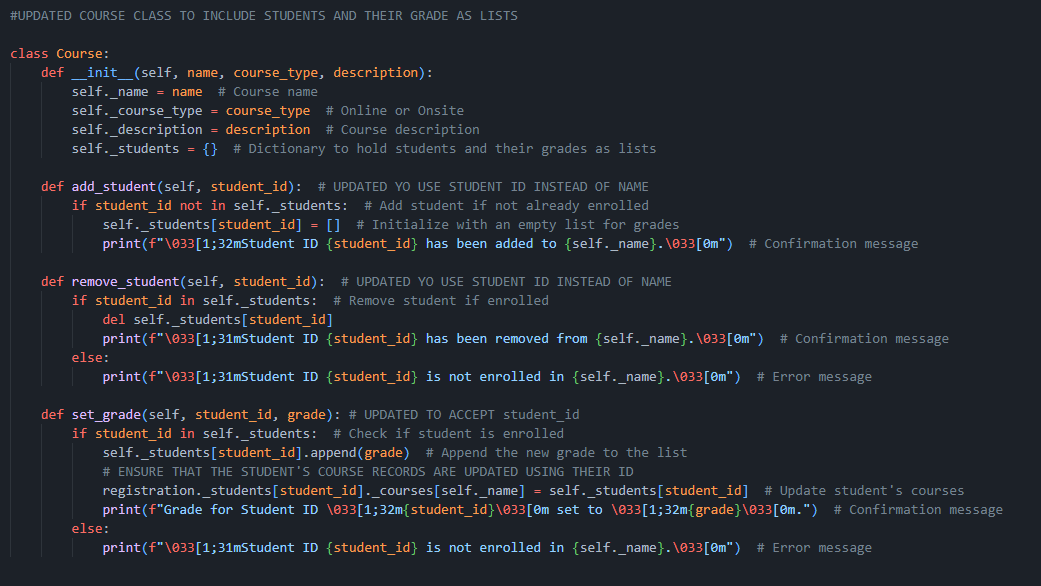 #UPDATED COURSE CLASS TO INCLUDE STUDENTS AND THEIR GRADE AS LISTS

class Course:
    def __init__(self, name, course_type, description):
        self._name = name  # Course name
        self._course_type = course_type  # Online or Onsite
        self._description = description  # Course description
        self._students = {}  # Dictionary to hold students and their grades as lists

    def add_student(self, student_id):  # UPDATED YO USE STUDENT ID INSTEAD OF NAME
        if student_id not in self._students:  # Add student if not already enrolled
            self._students[student_id] = []  # Initialize with an empty list for grades
            print(f"\033[1;32mStudent ID {student_id} has been added to {self._name}.\033[0m")  # Confirmation message

    def remove_student(self, student_id):  # UPDATED YO USE STUDENT ID INSTEAD OF NAME
        if student_id in self._students:  # Remove student if enrolled
            del self._students[student_id]
            print(f"\033[1;31mStudent ID {student_id} has been removed from {self._name}.\033[0m")  # Confirmation message
        else:
            print(f"\033[1;31mStudent ID {student_id} is not enrolled in {self._name}.\033[0m")  # Error message

    def set_grade(self, student_id, grade): # UPDATED TO ACCEPT student_id
        if student_id in self._students:  # Check if student is enrolled
            self._students[student_id].append(grade)  # Append the new grade to the list
            # ENSURE THAT THE STUDENT'S COURSE RECORDS ARE UPDATED USING THEIR ID
            registration._students[student_id]._courses[self._name] = self._students[student_id]  # Update student's courses
            print(f"Grade for Student ID \033[1;32m{student_id}\033[0m set to \033[1;32m{grade}\033[0m.")  # Confirmation message
        else:
            print(f"\033[1;31mStudent ID {student_id} is not enrolled in {self._name}.\033[0m")  # Error message